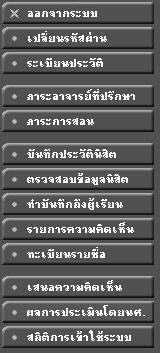 ออกจากระบบ
เปลี่ยนรหัสผ่าน
ระเบียนประวัติ
ภาระอาจารย์ที่ปรึกษา
ภาระการสอน
บันทึกประวัตินิสิต
ตรวจสอบข้อมูลนิสิต
ทำบันทึกถึงผู้เรียน
รายการความคิดเห็น
ทะเบียนรายชื่อ
เสนอความคิดเห็น
ผลการประเมินโดยนศ.
สถิติการเข้าใช้ระบบ